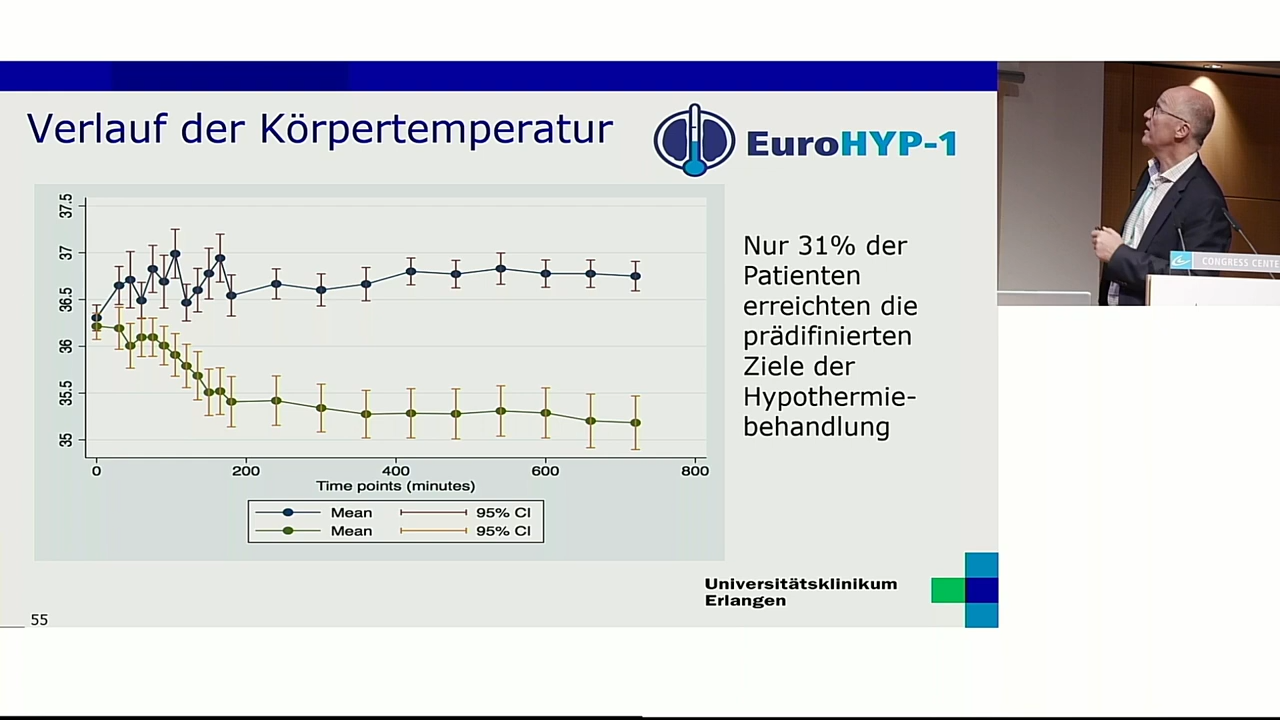 Verlauf der Körpertemperatur
EuroHYP-1
37.5
37
36.5
36
35.5
35
0 200 400 600 800
Time points (minutes)
Mean 95% CI
Mean 95% CI
Nur 31% der
Patienten
erreichten die
prädifinierten
Ziele der
Hypothermie-
behandlung
CONGRESS CENTE
Universitätsklinikum
Erlangen
55